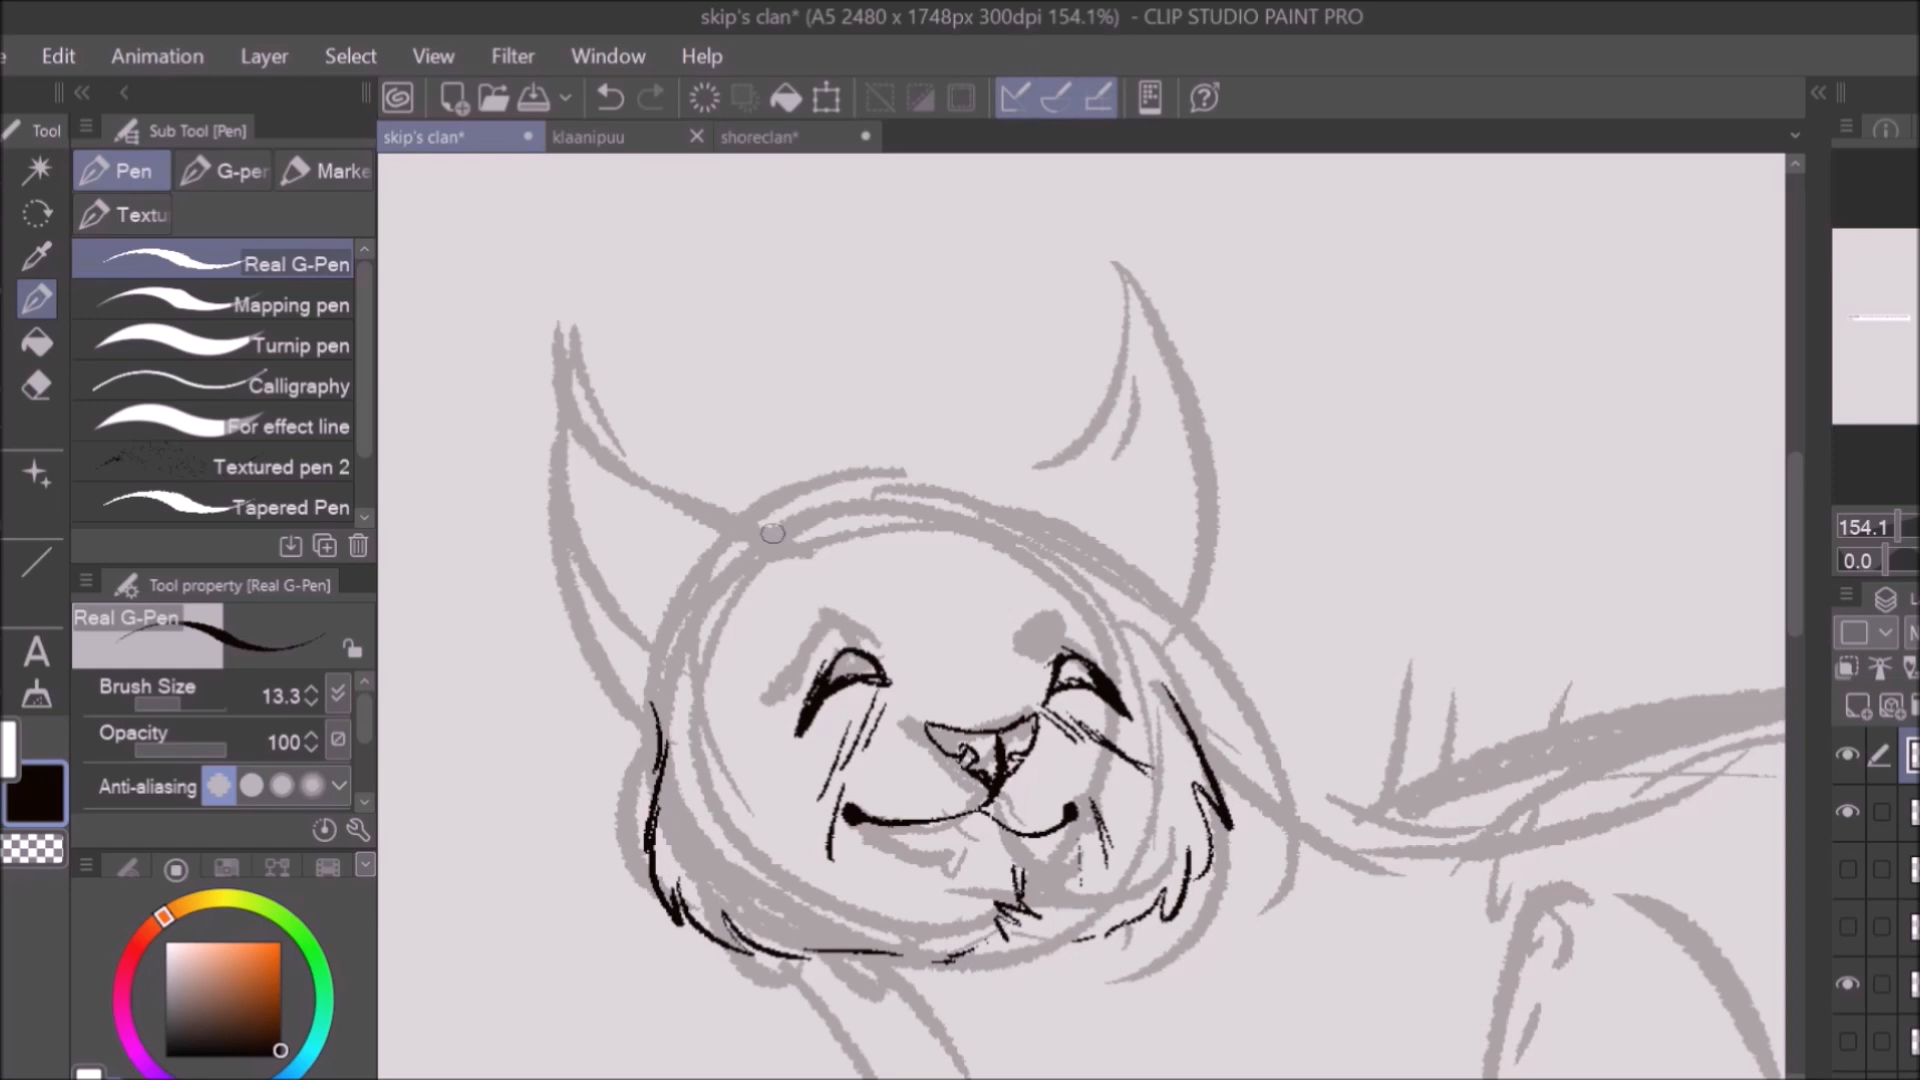 skip's clan* (A5 2480 x 1748px 300dpi 154.1%) - CLIP STUDIO PAINT PRO
e Edit Animation Layer Select View Filter Window Help
Tool
Sub Tool [Pen]
skip's clan*
klaanipuu
shoreclan*
Pen
G-per
Marke
Textu
Real G-Pen
Mapping pen
Turnip pen
Calligraphy
For effect line
Textured pen 2
Tapered Pen
Tool property [Real G-Pen]
Real G-Pen
Brush Size 13.3
Opacity 100
Anti-aliasing
A
154.1
0.0